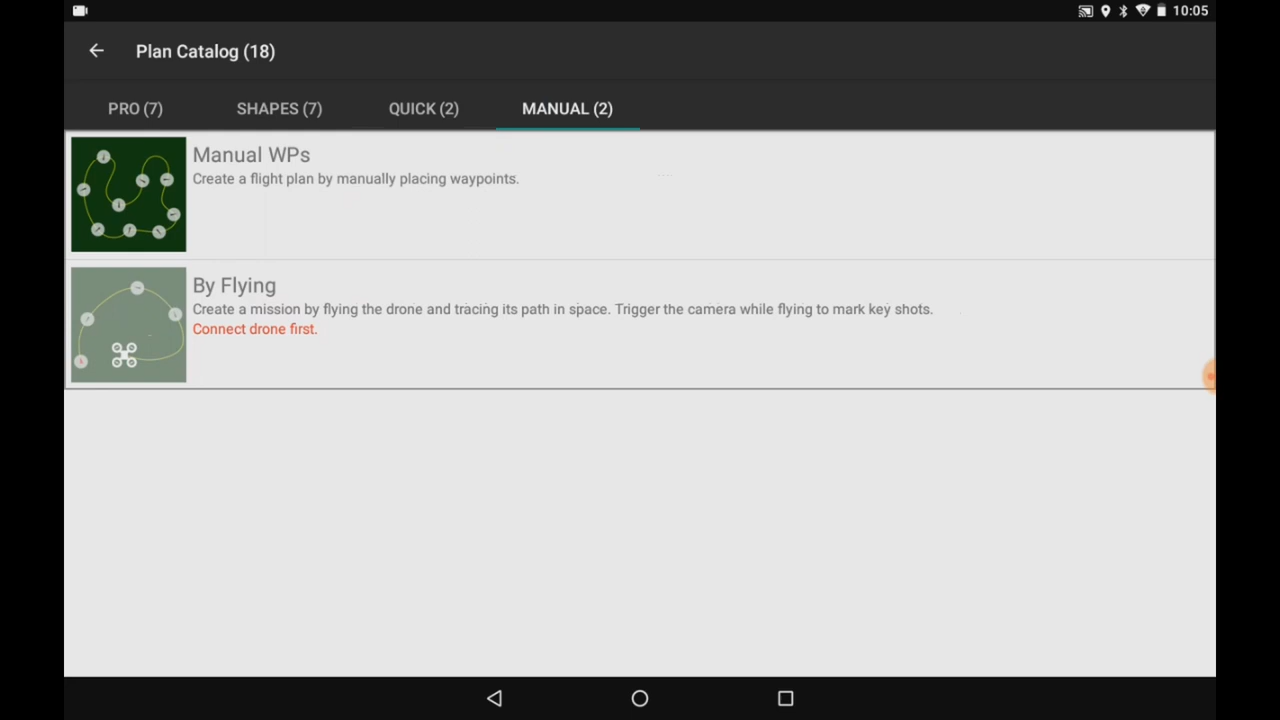 10:05
Plan Catalog (18)
PRO (7)
SHAPES (7)
QUICK (2)
MANUAL (2)
Manual WPs
Create a flight plan by manually placing waypoints.
By Flying
Create a mission by flying the drone and tracing its path in space. Trigger the camera while flying to mark key shots.
Connect drone first.